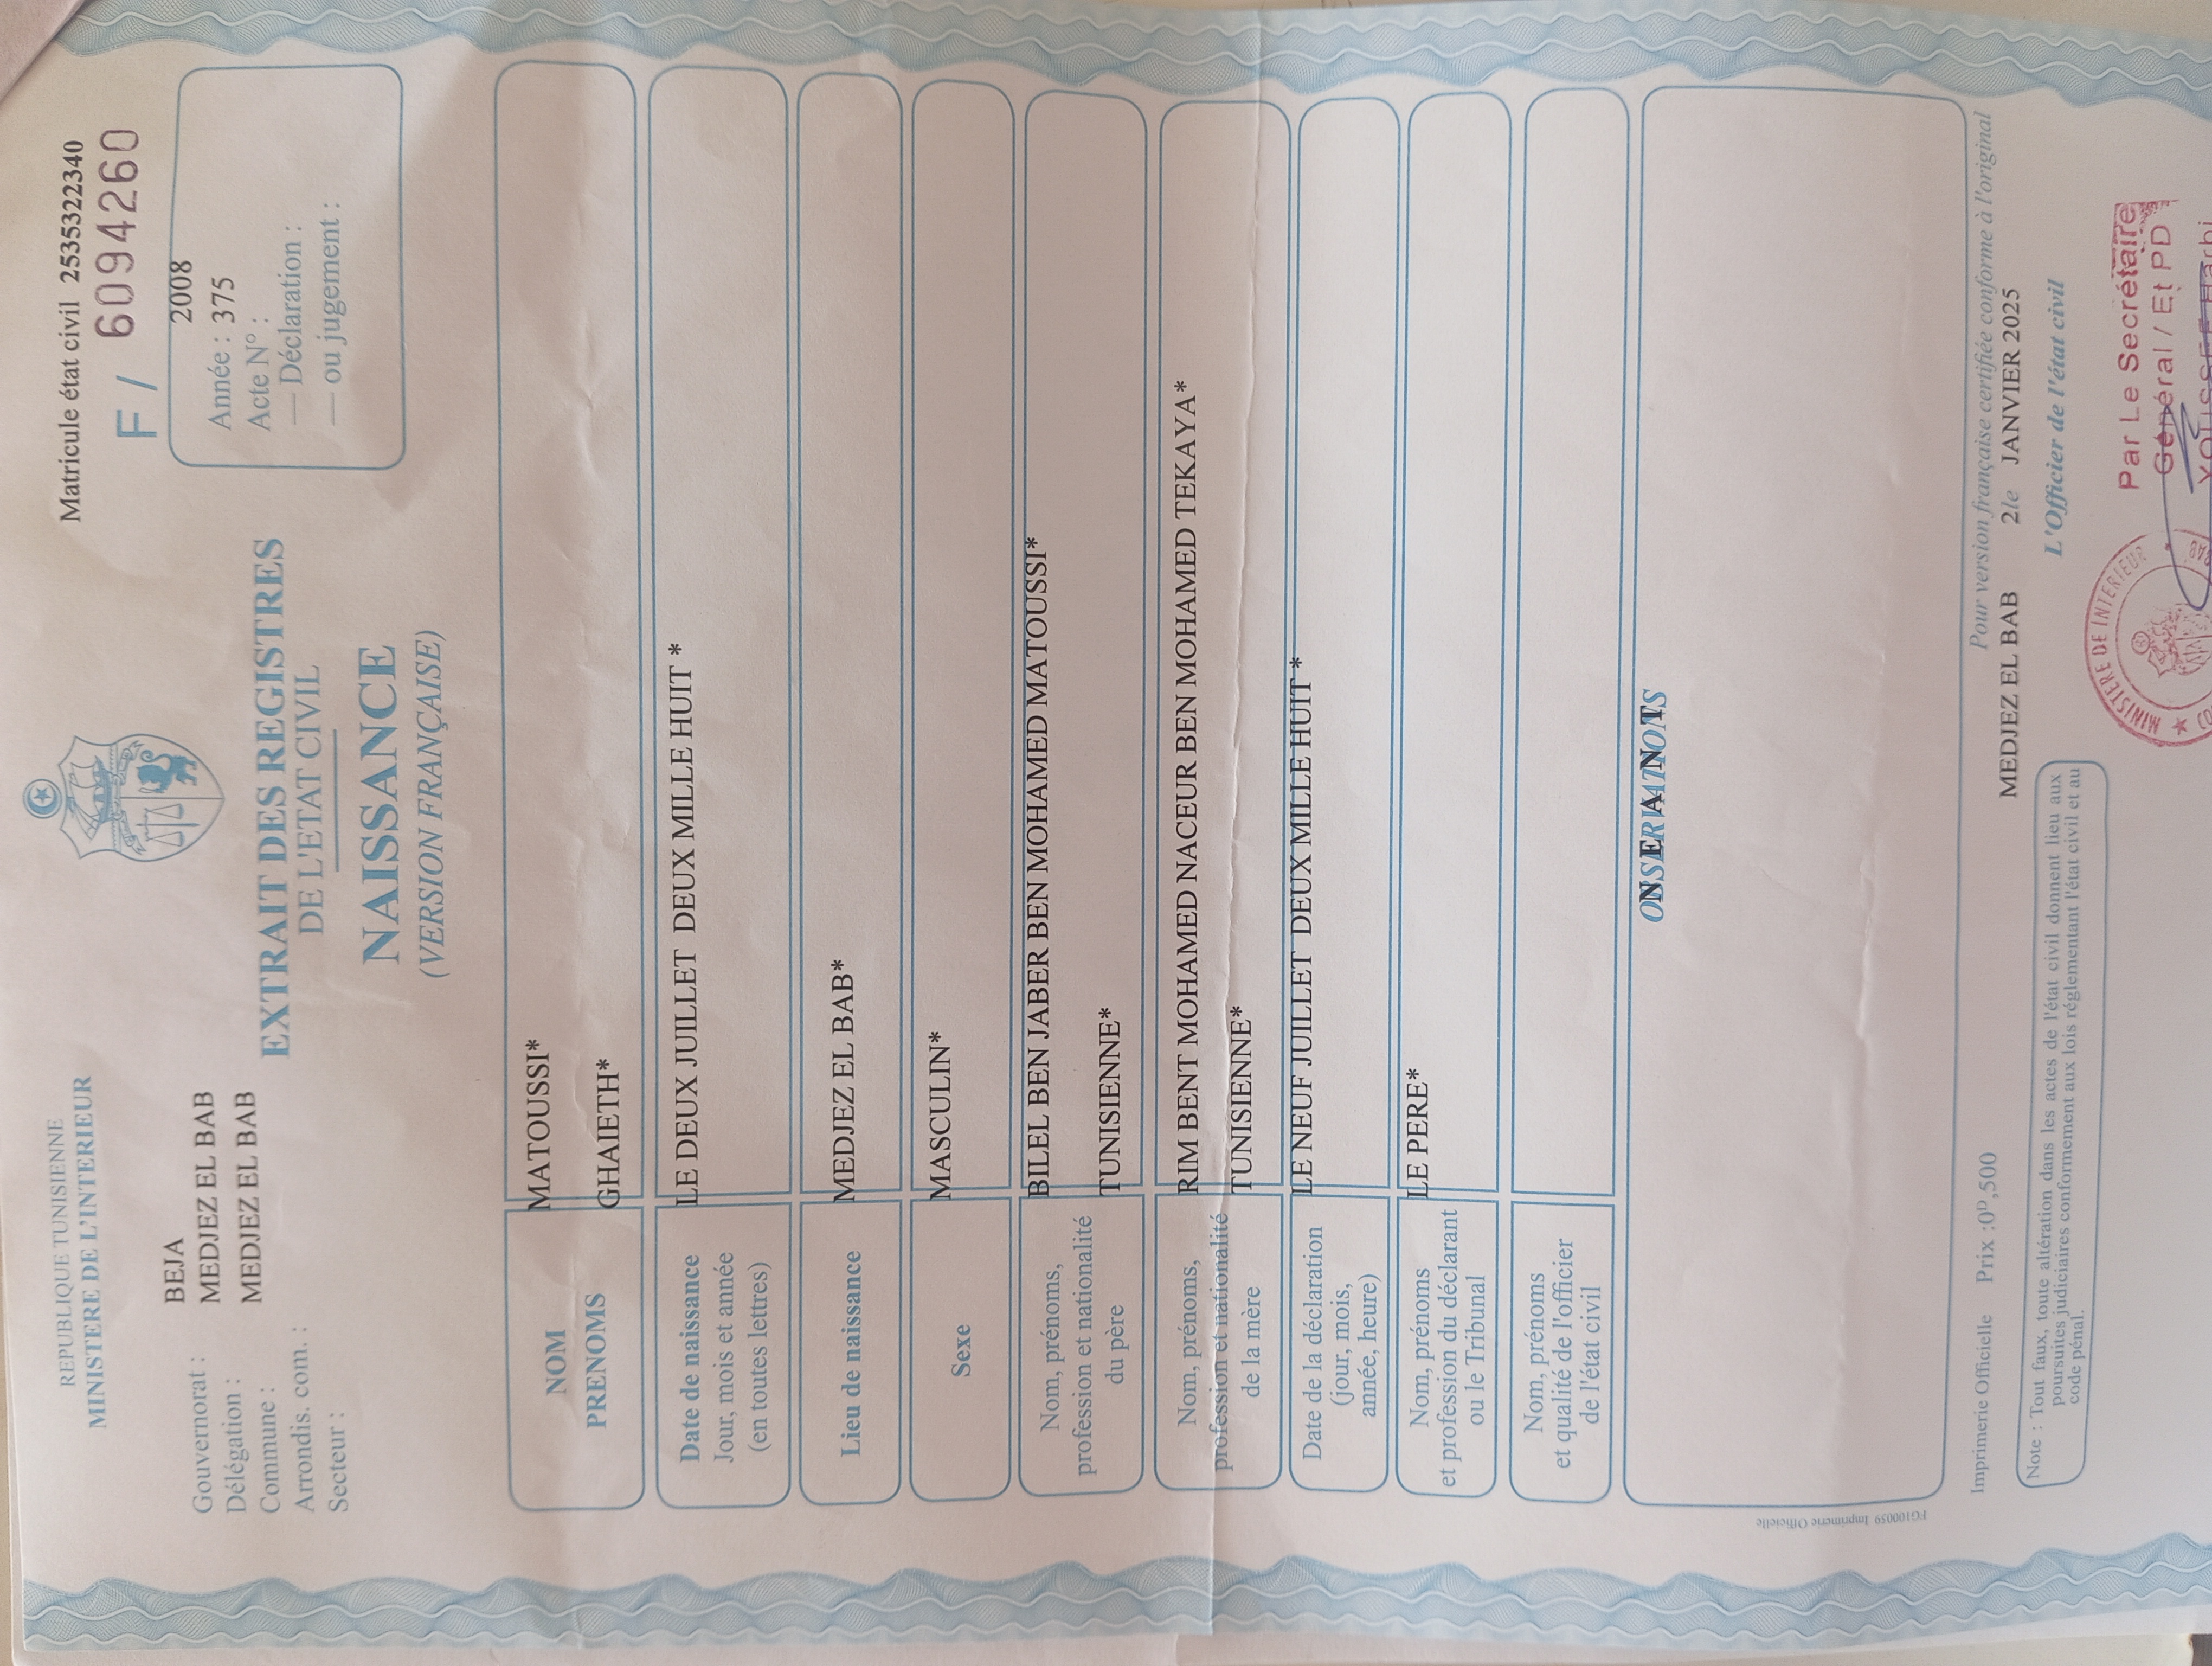 REPUBLIQUE TUNISIENNE
MINISTERE DE L'INTERIEUR
Matricule état civil 253532 2340
F / 6094260
Gouvernorat : BEJA
Délégation : MEDJEZ EL BAB
Commune : MEDJEZ EL BAB
Arrondis. com. :
Secteur :
EXTRAIT DES REGISTRES
DE L'ETAT CIVIL
NAISSANCE
(VERSION FRANÇAISE)
2008
Année : 375
Acte N° :
— Déclaration :
— ou jugement :
NOM MATOUSSI*
PRENOMS GHAIETH*
Date de naissance
Jour, mois et année
(en toutes lettres)
LE DEUX JUILLET DEUX MILLE HUIT *
Lieu de naissance MEDJEZ EL BAB*
Sexe MASCULIN*
Nom, prénoms,
profession et nationalité
du père
BILEL BEN JABER BEN MOHAMED MATOUSSI*
TUNISIENNE*
Nom, prénoms,
profession et nationalité
de la mère
RIM BENT MOHAMED NACEUR BEN MOHAMED TEKAYA*
TUNISIENNE*
Date de la déclaration
(jour, mois,
année, heure)
LE NEUF JUILLET DEUX MILLE HUIT *
Nom, prénoms
et profession du déclarant
ou le Tribunal
LE PERE*
Nom, prénoms
et qualité de l'officier
de l'état civil
OBSERVATIONS
NEANT
FG100059 Imprimerie Officielle
Imprimerie Officielle Prix :0ᴰ,500
Pour version française certifiée conforme à l'original
MEDJEZ EL BAB 2le JANVIER 2025
L'Officier de l'état civil
Note : Tout faux, toute altération dans les actes de l'état civil donnent lieu aux
poursuites judiciaires conformement aux lois réglementant l'état civil et au
code pénal.
MINISTERE DE INTERIEUR
Par Le Secrétaire
Général / Et PD